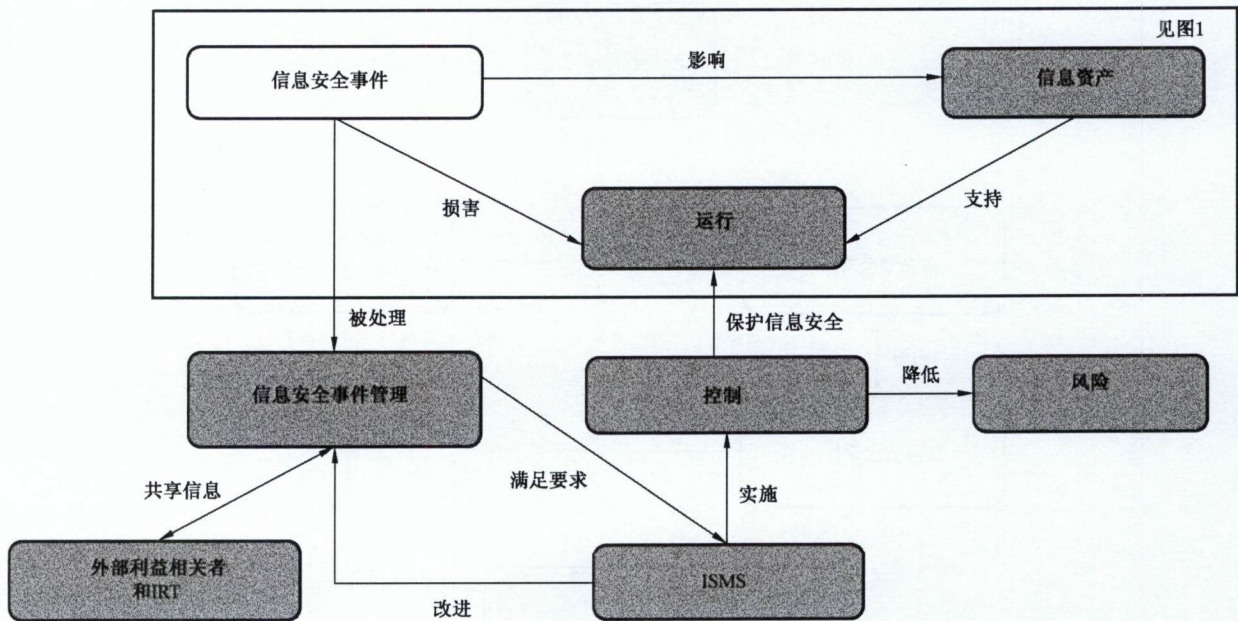 见图1
信息安全事件
影响
信息资产
损害
运行
支持
被处理
保护信息安全
信息安全事件管理
控制
降低
风险
共享信息
满足要求
实施
外部利益相关者
和IRT
ISMS
改进